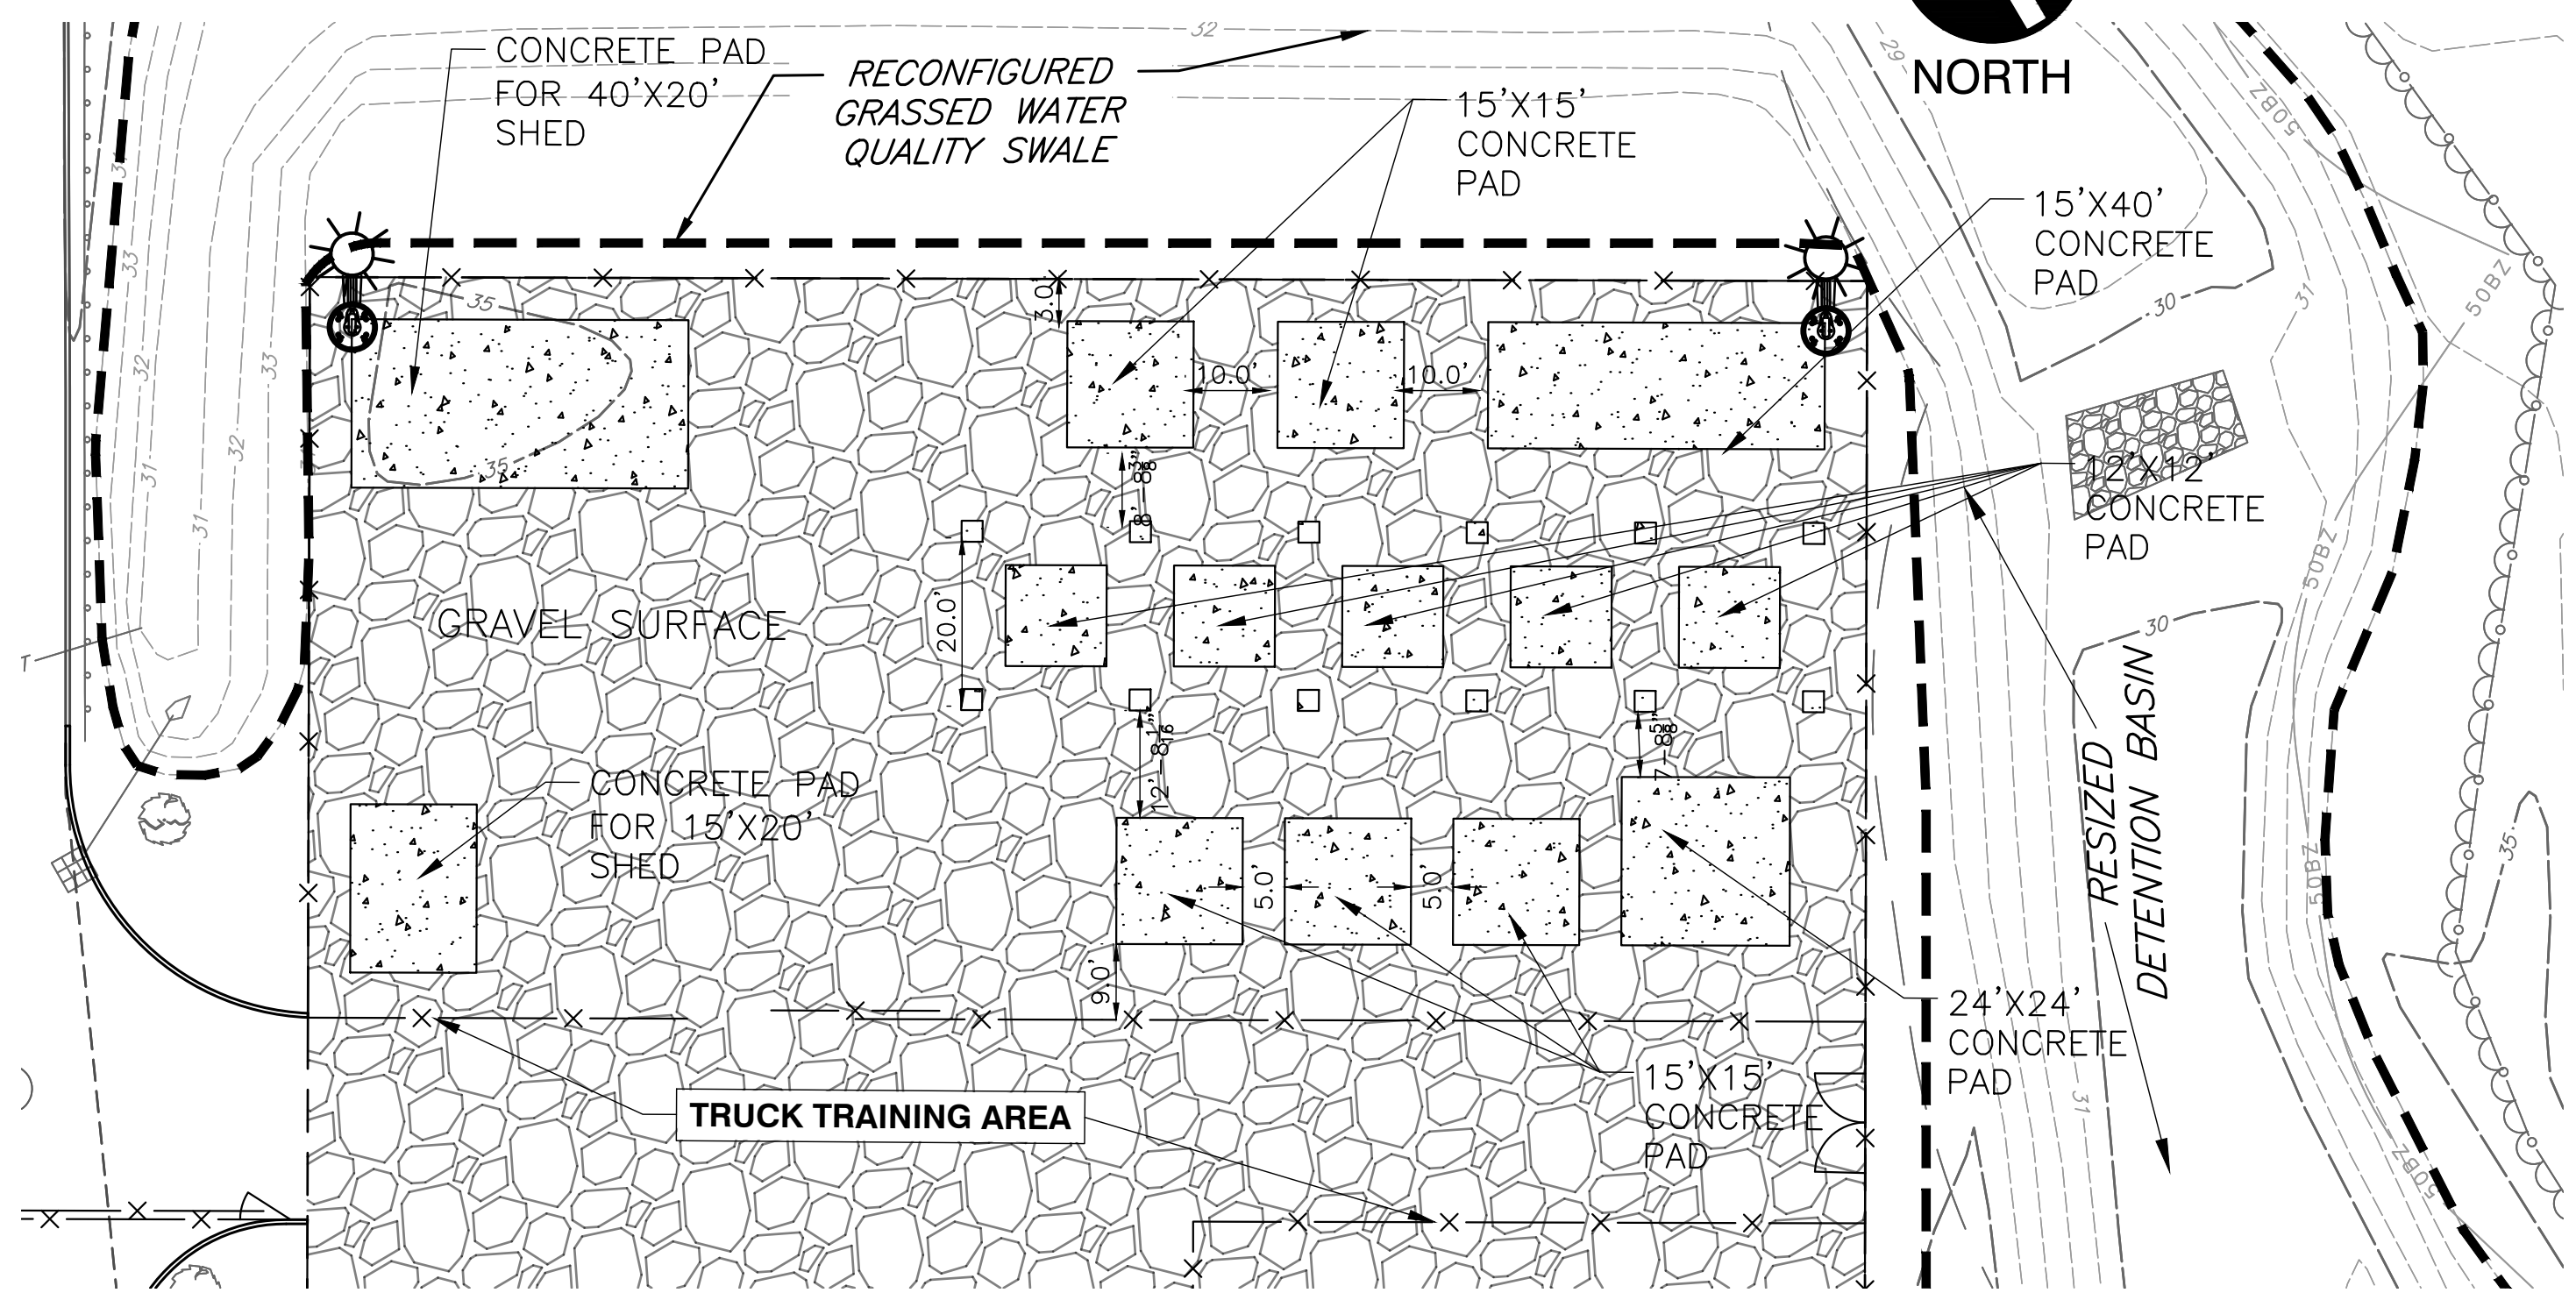 32
29
NORTH
CONCRETE PAD
FOR 40'X20'
SHED
RECONFIGURED
GRASSED WATER
QUALITY SWALE
15'X15'
CONCRETE
PAD
50BZ
31
33
32
31
33
32
31
15'X40'
CONCRETE
PAD
30
31
50BZ
35
35
3.0'
10.0'
10.0'
12'X12'
CONCRETE
PAD
50BZ
20.0'
GRAVEL SURFACE
30
RESIZED
DETENTION BASIN
CONCRETE PAD
FOR 15'X20'
SHED
5.0'
5.0'
9.0'
50BZ
35
24'X24'
CONCRETE
PAD
15'X15'
CONCRETE
PAD
TRUCK TRAINING AREA
31
50BZ